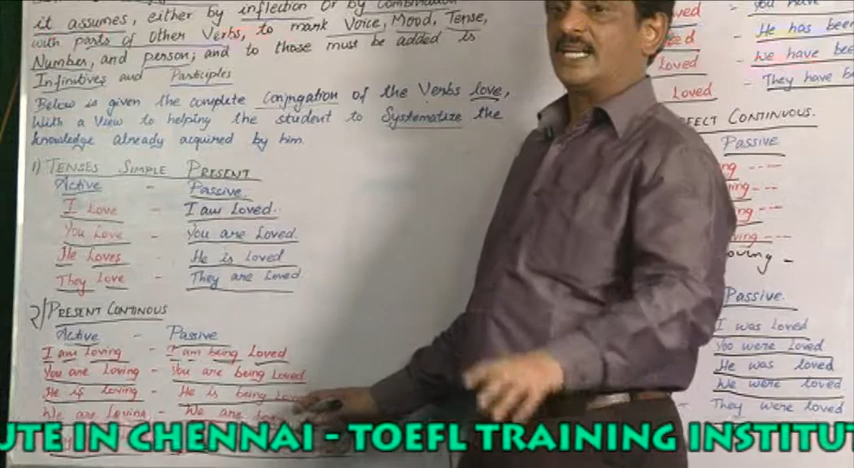 it assumes, either by inflection or by combination
with parts of other Verbs, to mark Voice, Mood, Tense,
Number, and person; and to those must be added its
Infinitives and Participles
Below is given the complete Conjugation of the Verbs love,
With a View to helping the student to Systematize the
knowledge already acquired by him.
1) TENSES SIMPLE PRESENT
Active - Passive
I Love - I am Loved.
You Love - You are Loved
He Loves - He is Loved
They Love - They are Loved
2) PRESENT CONTINOUS
Active - Passive
I am Loving - I am being Loved
You are Loving - You are being Loved
He is loving - He is being
We are Loving - We are
Loved
Loved
He has been
We have been
They have be
FECT CONTINUOUS.
PASSIVE
oving -
PASSIVE.
I was Loved
You were Loved
He was Loved
We were Loved
They were Loved
UTE IN CHENNAI - TOEFL TRAINING INSTITUT